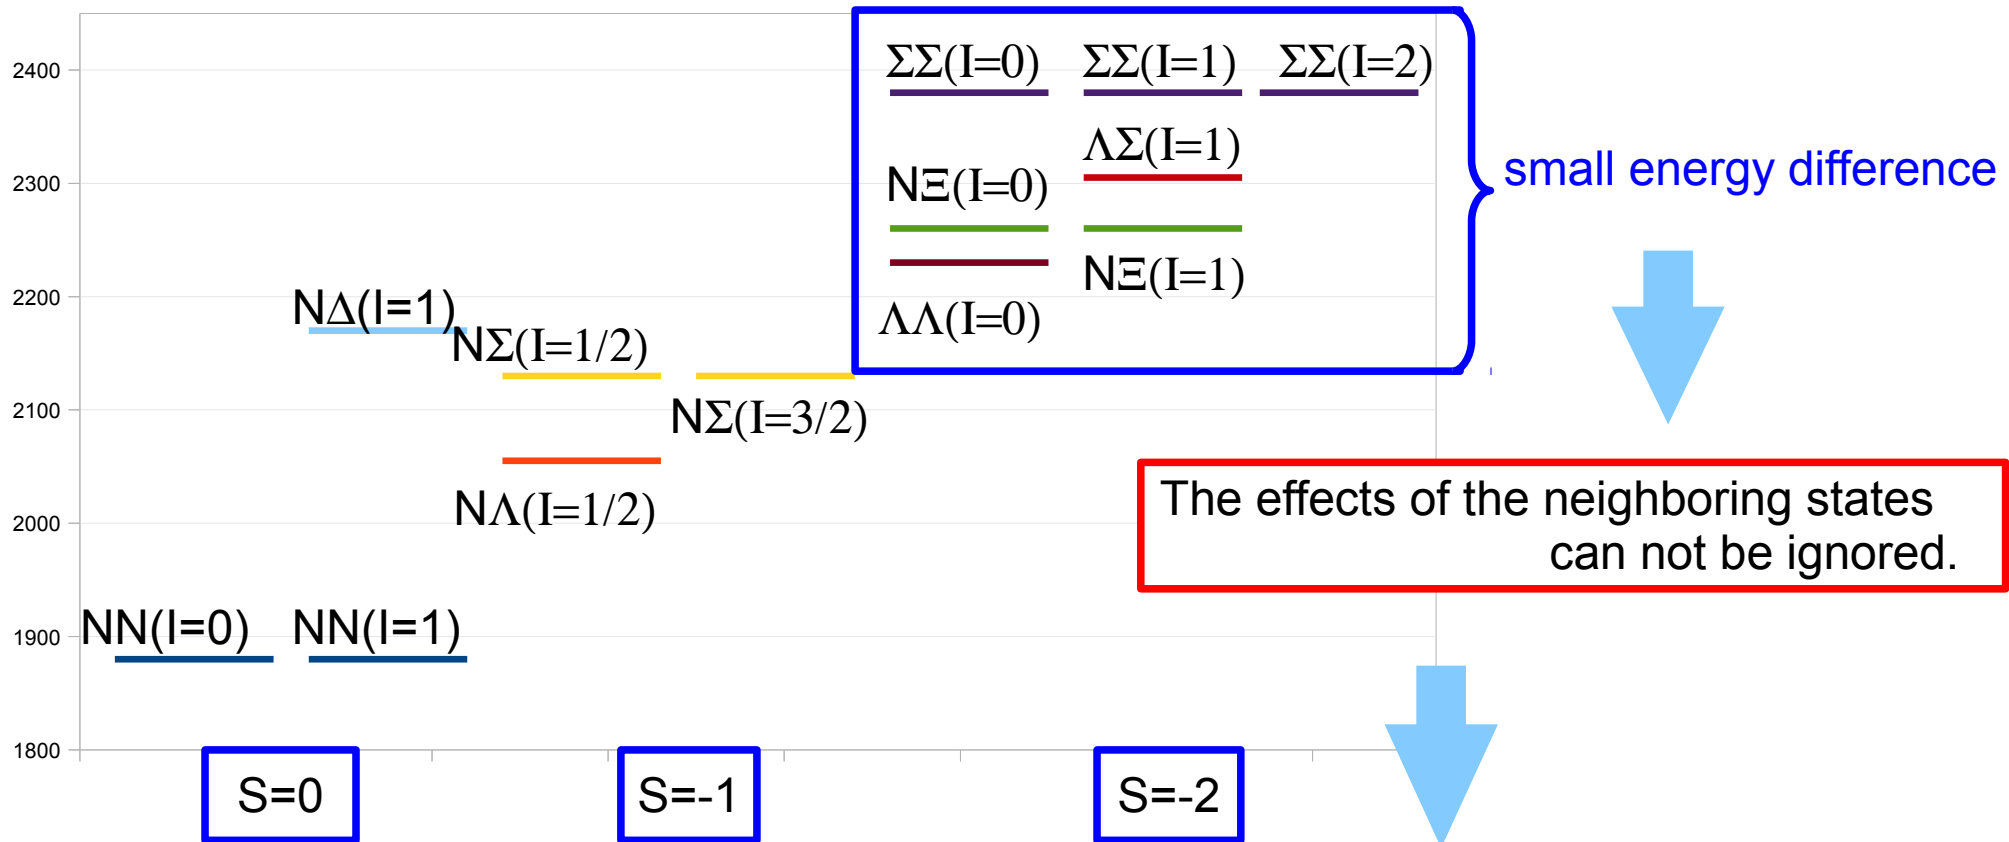 2400
2300
2200
2100
2000
1900
1800
ΣΣ(I=0)
ΣΣ(I=1)
ΣΣ(I=2)
ΛΣ(I=1)
NΞ(I=0)
NΞ(I=1)
ΛΛ(I=0)
small energy difference
NΔ(I=1)
NΣ(I=1/2)
NΣ(I=3/2)
NΛ(I=1/2)
The effects of the neighboring states
can not be ignored.
NN(I=0)
NN(I=1)
S=0
S=-1
S=-2